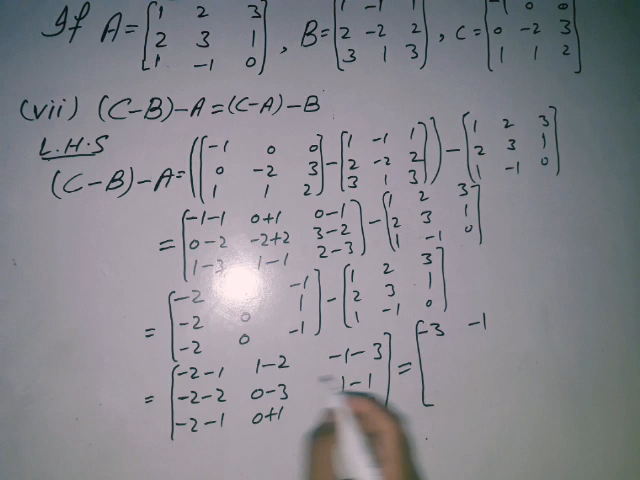 If A = [1 2 3 2 3 1 1 -1 0], B = [1 -1 1 2 -2 2 3 1 3], C = [-1 0 0 0 -2 3 1 1 2]
(vii) (C-B)-A = (C-A)-B
L.H.S
(C-B)-A = ([-1 0 0 0 -2 3 1 1 2] - [1 -1 1 2 -2 2 3 1 3]) - [1 2 3 2 3 1 1 -1 0]
= [-1-1 0+1 0-1 0-2 -2+2 3-2 1-3 1-1 2-3] - [1 2 3 2 3 1 1 -1 0]
= [-2 -1 -2 0 1 -2 0 -1] - [1 2 3 2 3 1 1 -1 0]
= [-2-1 1-2 -1-3 -2-2 0-3 1-1 -2-1 0+1] = [-3 -1